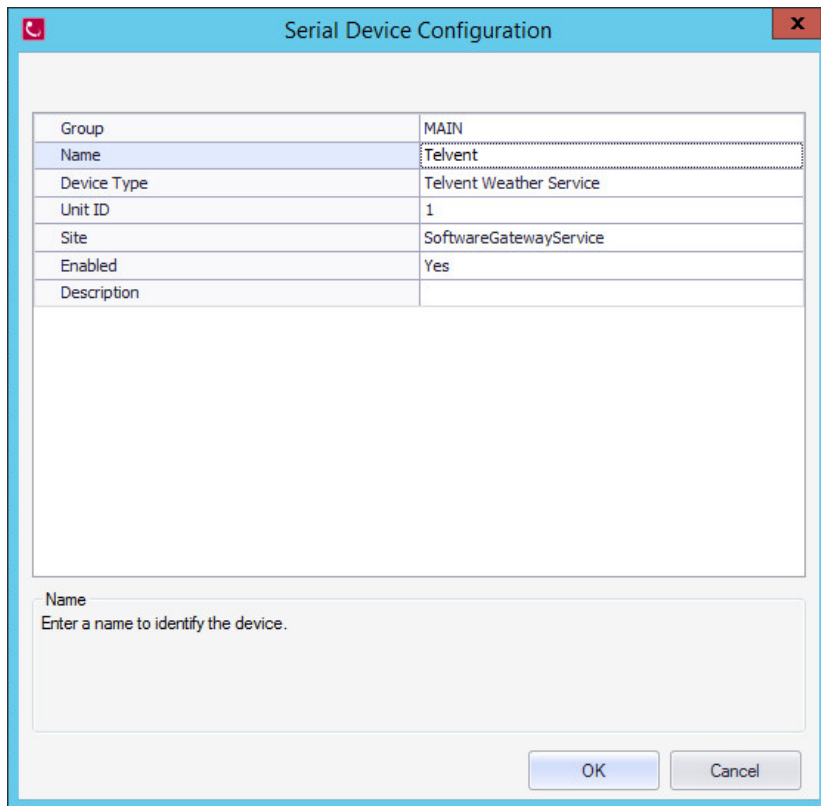 Serial Device Configuration
x
Group MAIN
Name Telvent
Device Type Telvent Weather Service
Unit ID 1
Site SoftwareGatewayService
Enabled Yes
Description
Name
Enter a name to identify the device.
OK Cancel